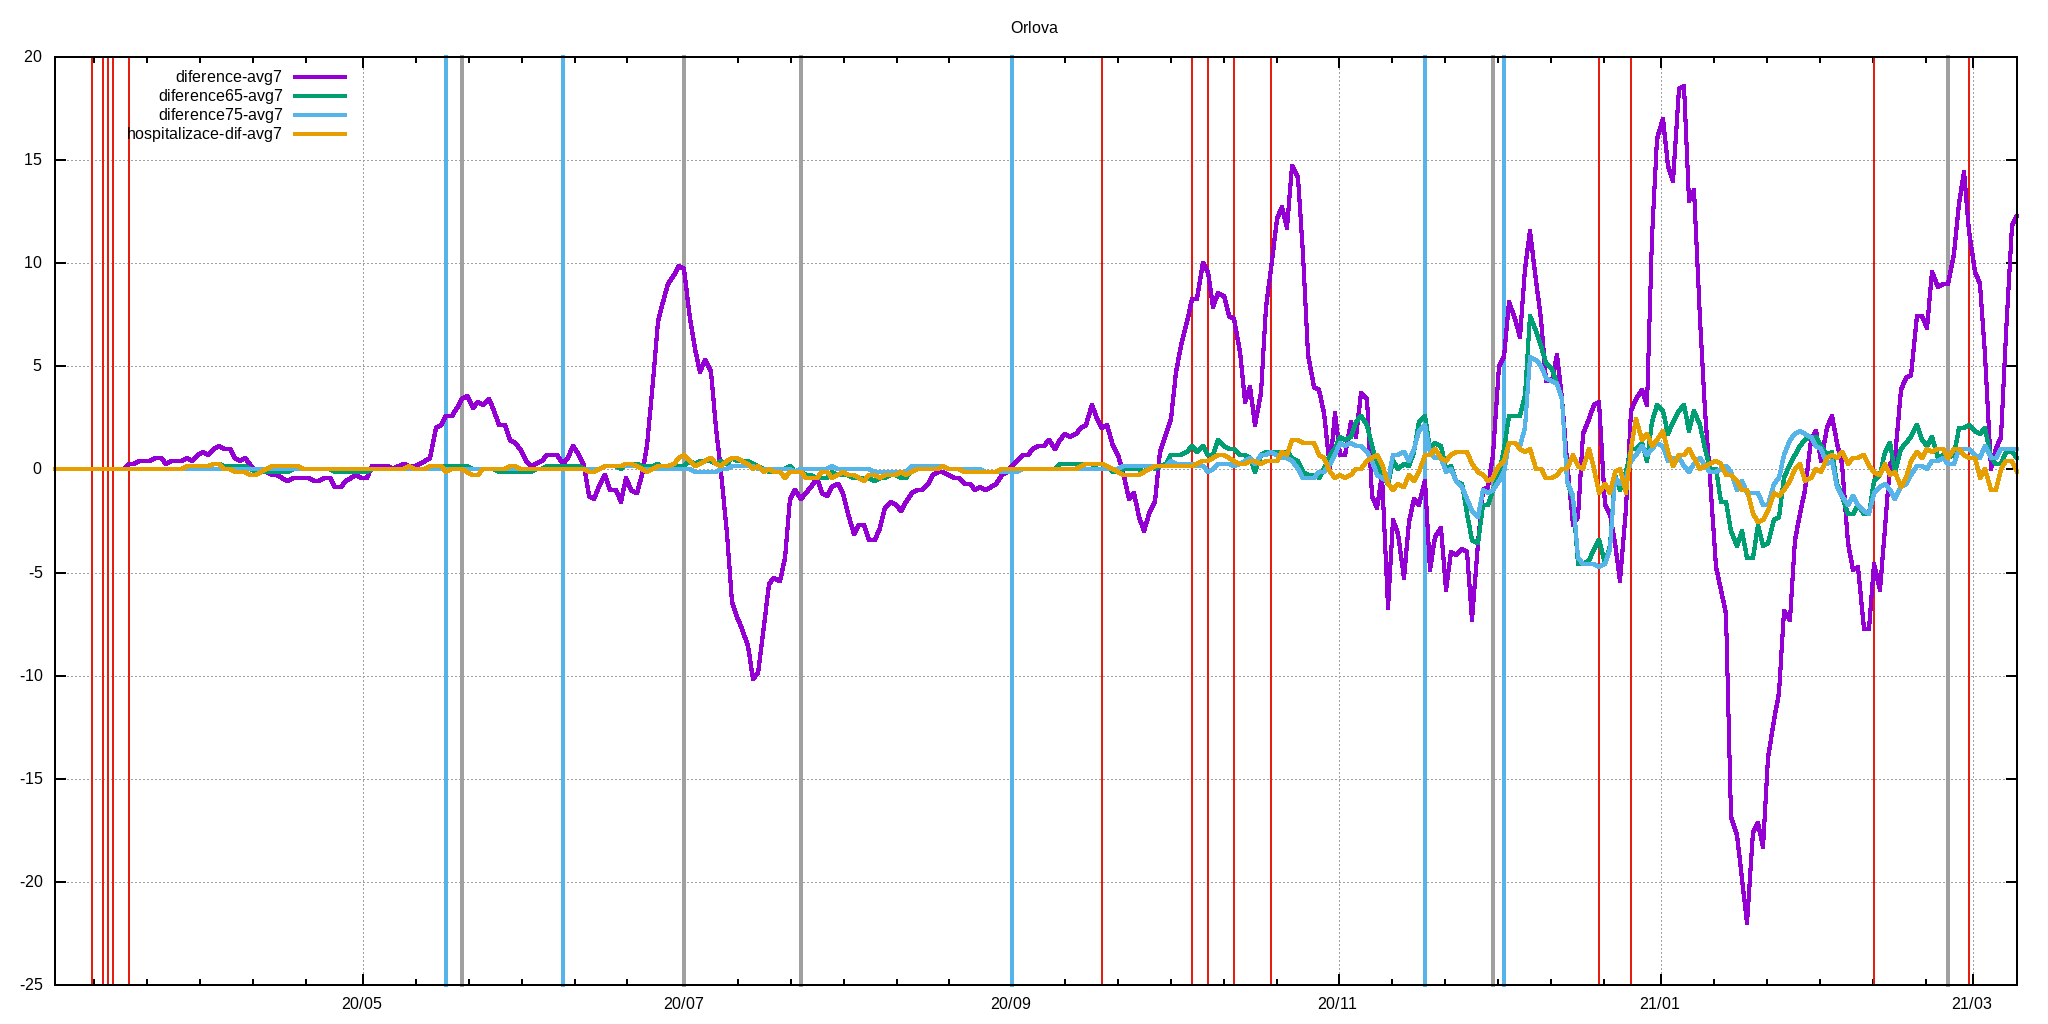 Orlova
20
diference-avg7
diference65-avg7
diference75-avg7
hospitalizace-dif-avg7
15
10
5
0
-5
-10
-15
-20
-25
20/05 20/07 20/09 20/11 21/01 21/03